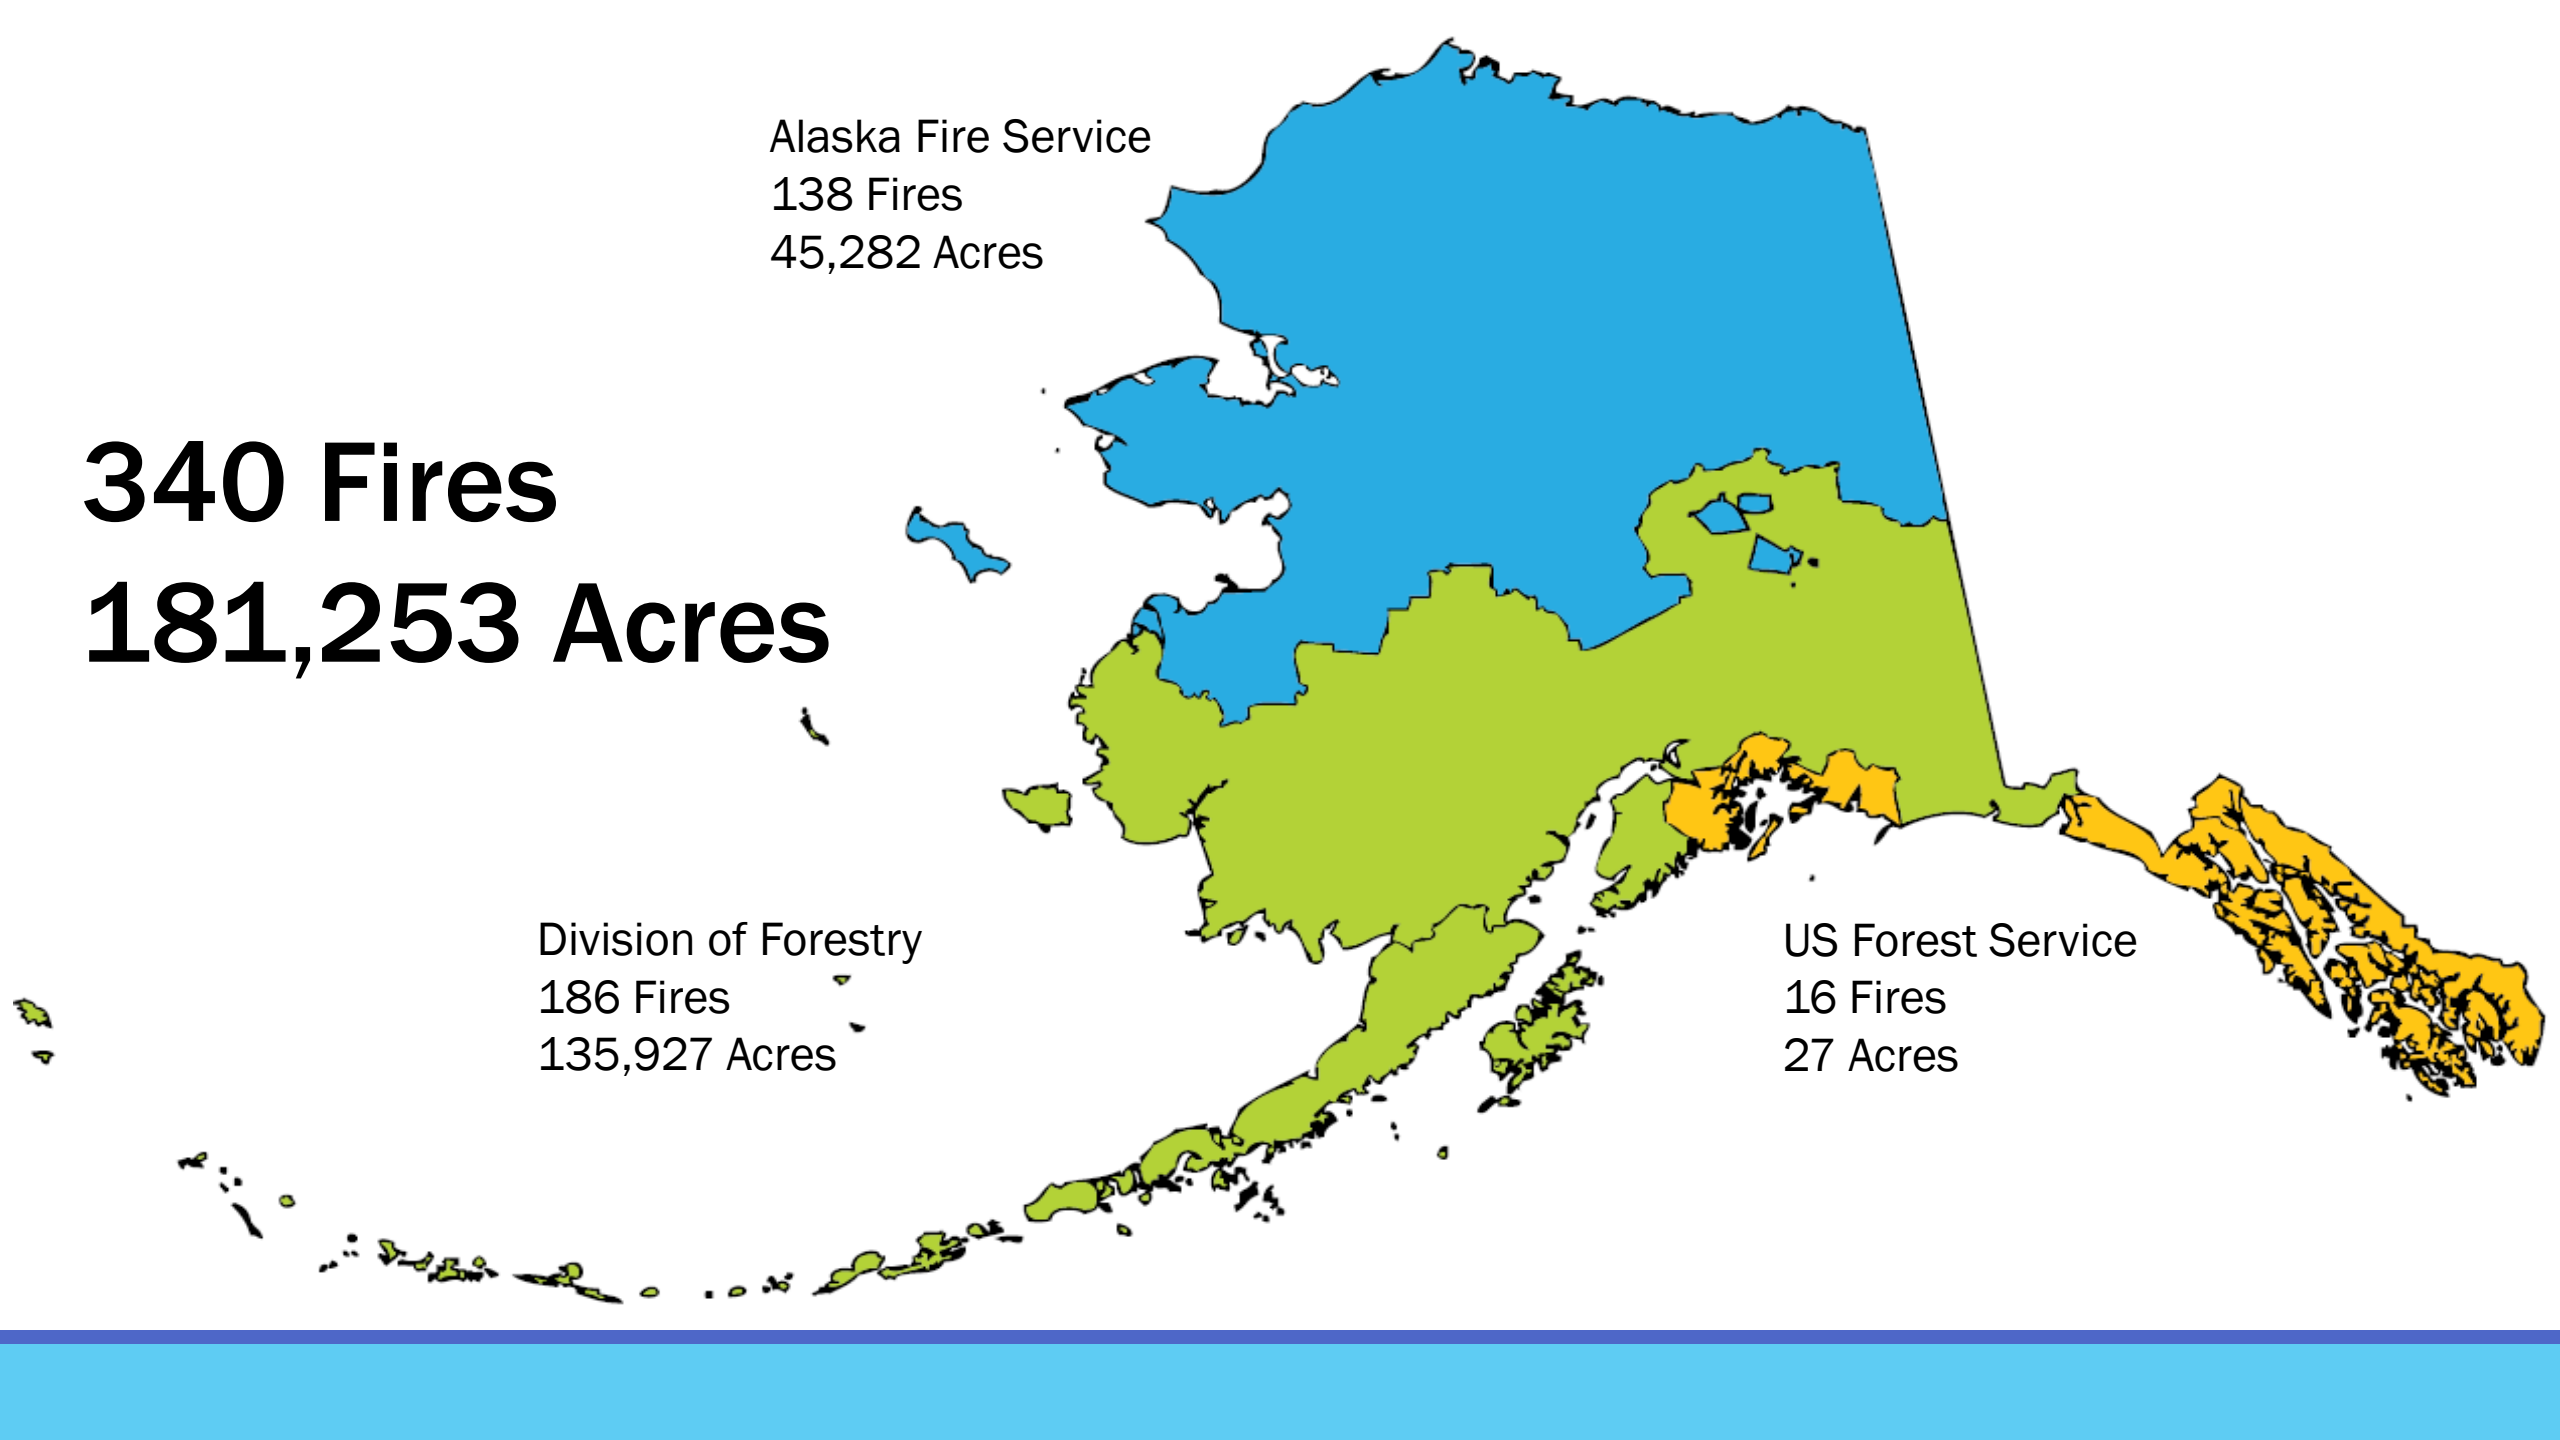 Alaska Fire Service
138 Fires
45,282 Acres
340 Fires
181,253 Acres
Division of Forestry
186 Fires
135,927 Acres
US Forest Service
16 Fires
27 Acres